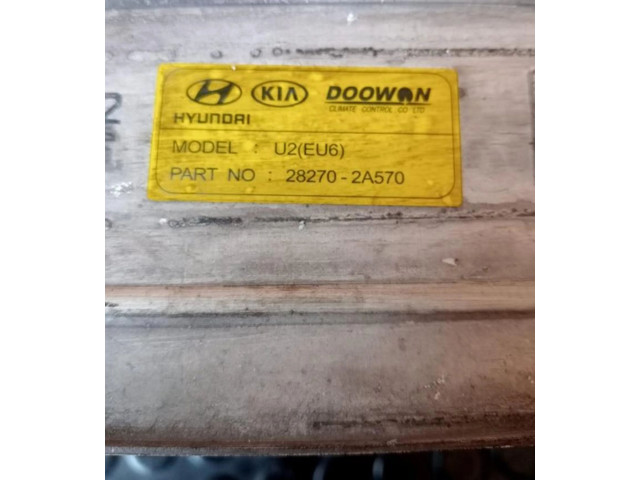 KIA DOOWON
CLIMATE CONTROL CO LTD
HYUNDAI
MODEL : U2(EU6)
PART NO : 28270-2A570